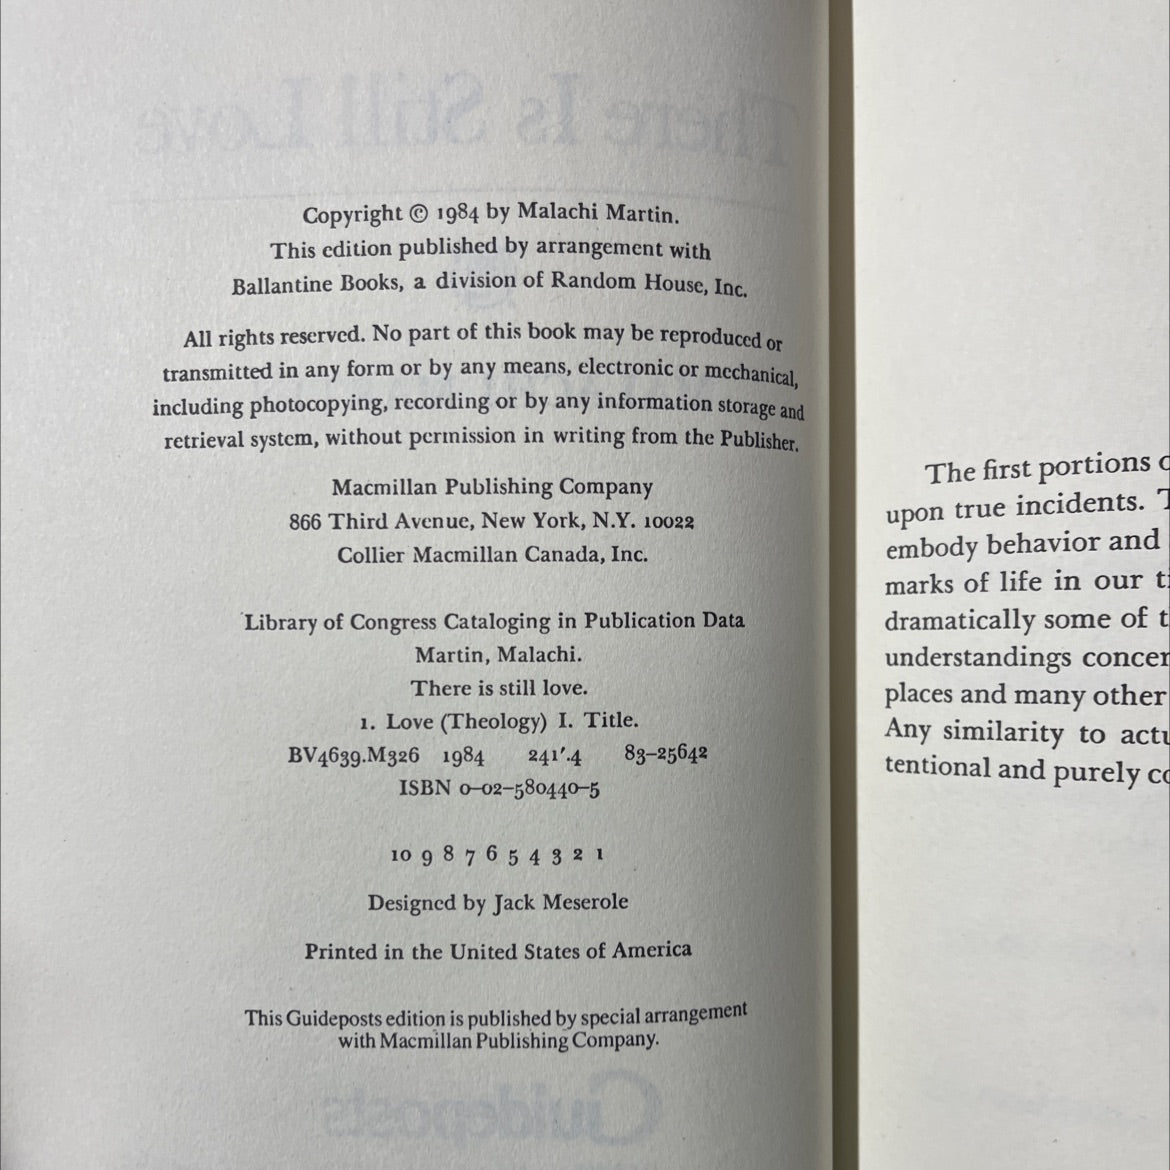 Copyright © 1984 by Malachi Martin.
This edition published by arrangement with
Ballantine Books, a division of Random House, Inc.
All rights reserved. No part of this book may be reproduced or
transmitted in any form or by any means, electronic or mechanical,
including photocopying, recording or by any information storage and
retrieval system, without permission in writing from the Publisher.
Macmillan Publishing Company
866 Third Avenue, New York, N.Y. 10022
Collier Macmillan Canada, Inc.
Library of Congress Cataloging in Publication Data
Martin, Malachi.
There is still love.
1. Love (Theology) I. Title.
BV4639.M326 1984 241'.4 83–25642
ISBN 0–02–580440–5
10 9 8 7 6 5 4 3 2 1
Designed by Jack Meserole
Printed in the United States of America
This Guideposts edition is published by special arrangement
with Macmillan Publishing Company.
The first portions
upon true incidents.
embody behavior and
marks of life in our
dramatically some of
understandings
places and many other
Any similarity to
tentional and purely
There Is Still Love
Guideposts